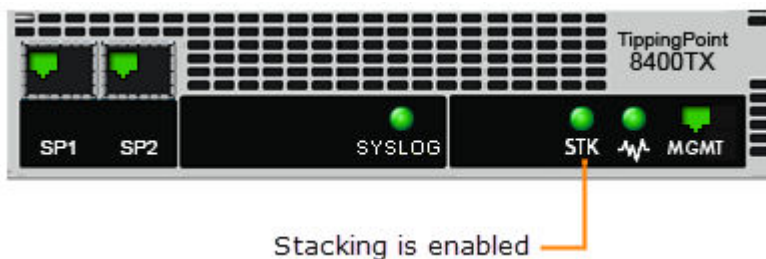 TippingPoint
8400TX
SP1 SP2 SYSLOG STK MGMT
Stacking is enabled